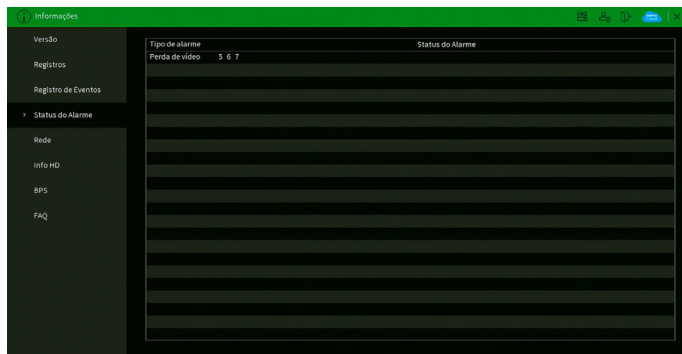 Informações
Versão
Registros
Registro de Eventos
> Status do Alarme
Rede
Info HD
BPS
FAQ
Tipo de alarme Status do Alarme
Perda de vídeo 5 6 7